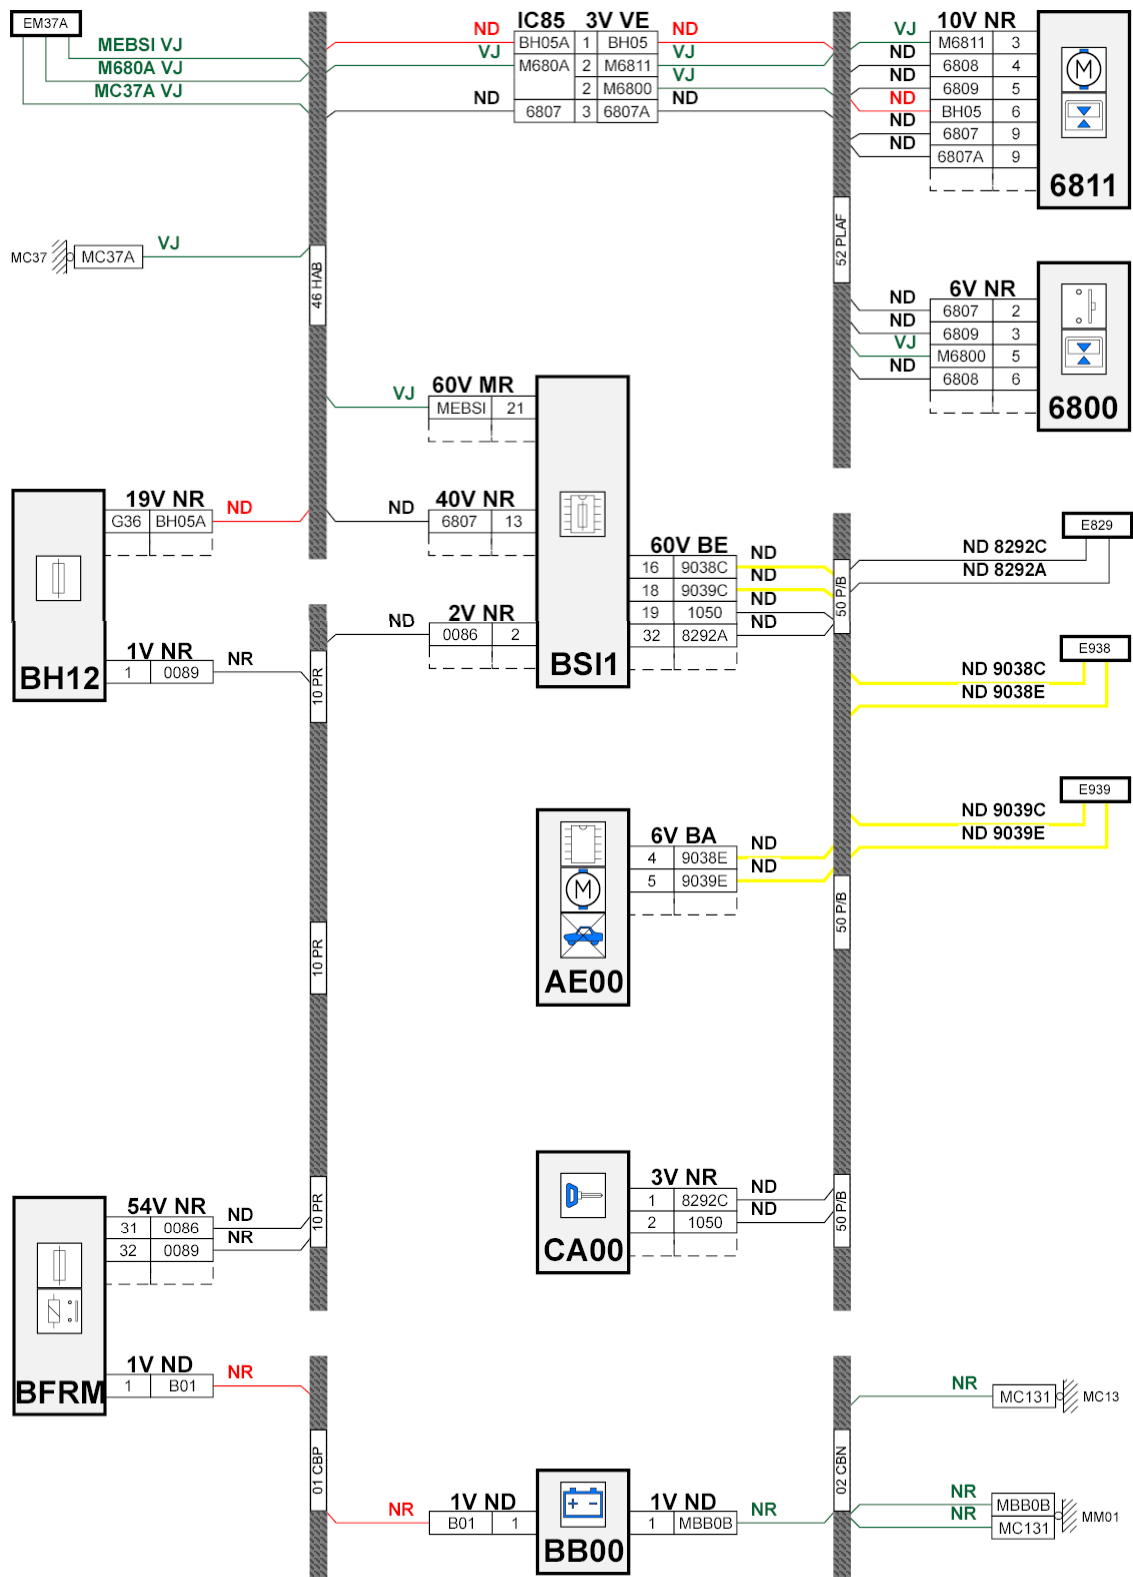 EM37A
MEBSI VJ
M680A VJ
MC37A VJ
IC85 3V VE
ND BH05A 1 BH05 ND
VJ M680A 2 M6811 VJ
2 M6800 VJ
ND 6807 3 6807A ND
10V NR
VJ M6811 3
ND 6808 4
ND 6809 5
ND BH05 6
ND 6807 9
ND 6807A 9
6811
MC37 MC37A VJ
46 HAB
52 PLAF
6V NR
ND 6807 2
ND 6809 3
VJ M6800 5
ND 6808 6
6800
60V MR
VJ MEBSI 21
40V NR
ND 6807 13
2V NR
ND 0086 2
60V BE
16 9038C ND
18 9039C ND
19 1050 ND
32 8292A ND
BSI1
19V NR
G36 BH05A ND
1V NR
1 0089 NR
BH12
10 PR
50 P/B
E829
ND 8292C
ND 8292A
E938
ND 9038C
ND 9038E
E939
ND 9039C
ND 9039E
6V BA
4 9038E ND
5 9039E ND
M
AE00
10 PR
50 P/B
3V NR
1 8292C ND
2 1050 ND
CA00
10 PR
50 P/B
54V NR
31 0086 ND
32 0089 NR
1V ND
1 B01 NR
BFRM
01 CBP
02 CBN
NR MC131 MC13
1V ND
NR B01 1
1V ND
1 MBB0B NR
BB00
NR MBB0B
NR MC131
MM01
M